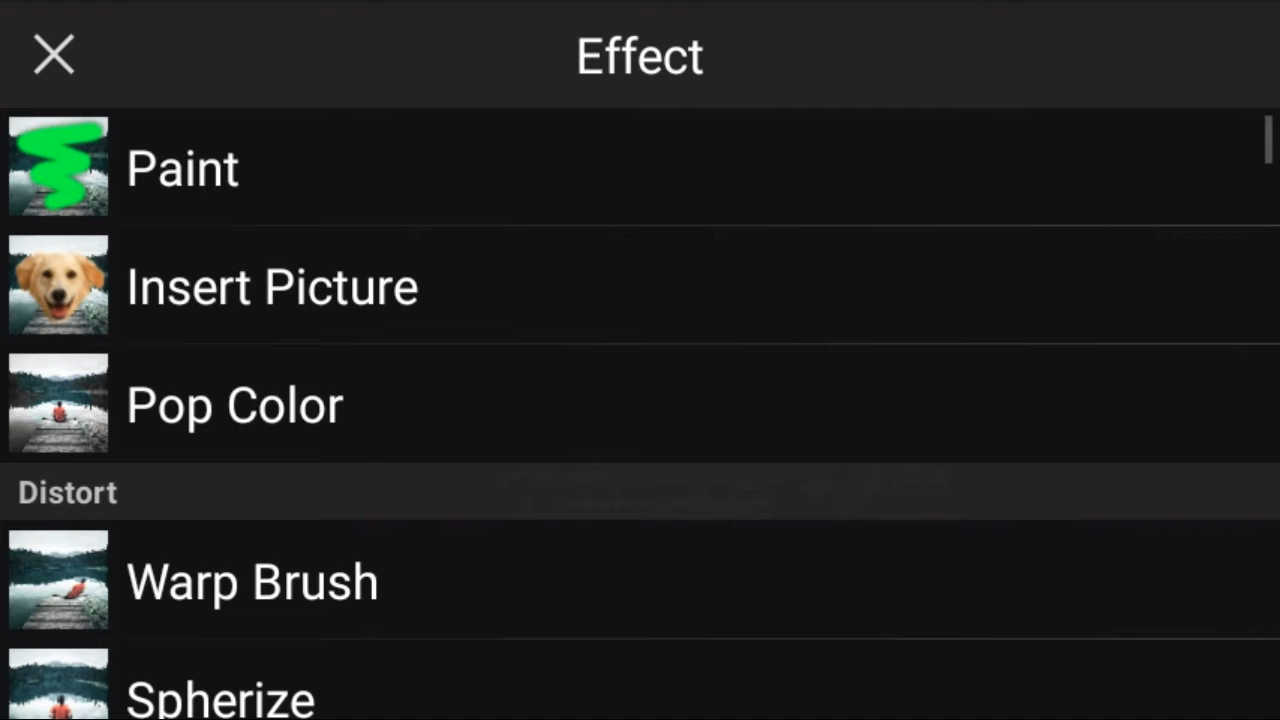 Effect
Paint
Insert Picture
Pop Color
Distort
Warp Brush
Spherize